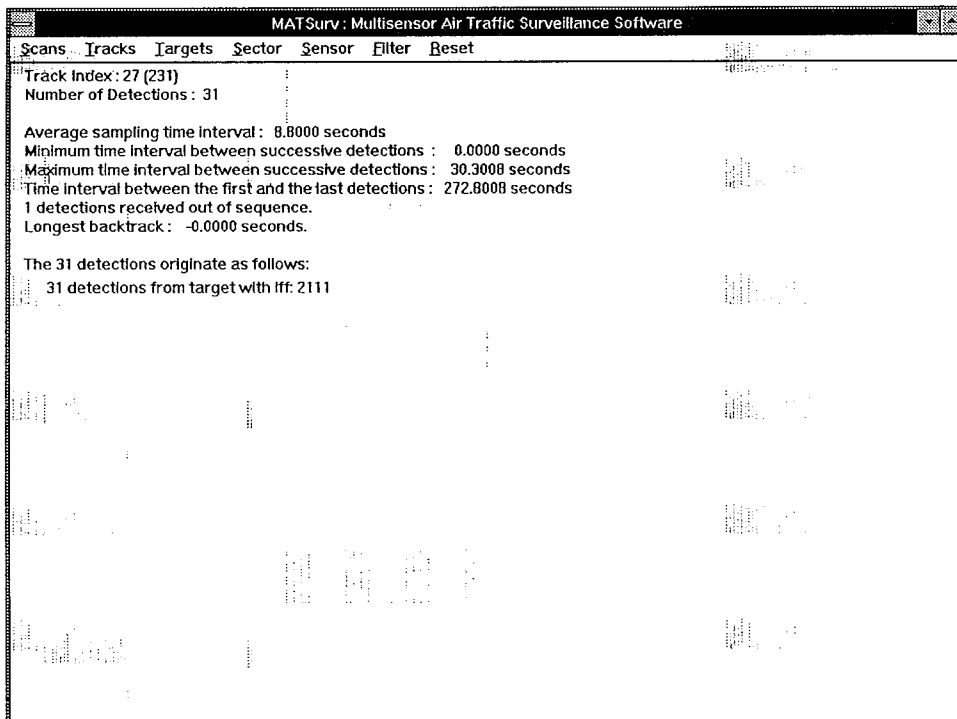 MATSurv : Multisensor Air Traffic Surveillance Software
Scans Tracks Targets Sector Sensor Filter Reset
Track Index : 27 (231)
Number of Detections : 31
Average sampling time interval : 8.8000 seconds
Minimum time interval between successive detections : 0.0000 seconds
Maximum time interval between successive detections : 30.3008 seconds
Time interval between the first and the last detections : 272.8008 seconds
1 detections received out of sequence.
Longest backtrack : -0.0000 seconds.
The 31 detections originate as follows:
31 detections from target with iff: 2111